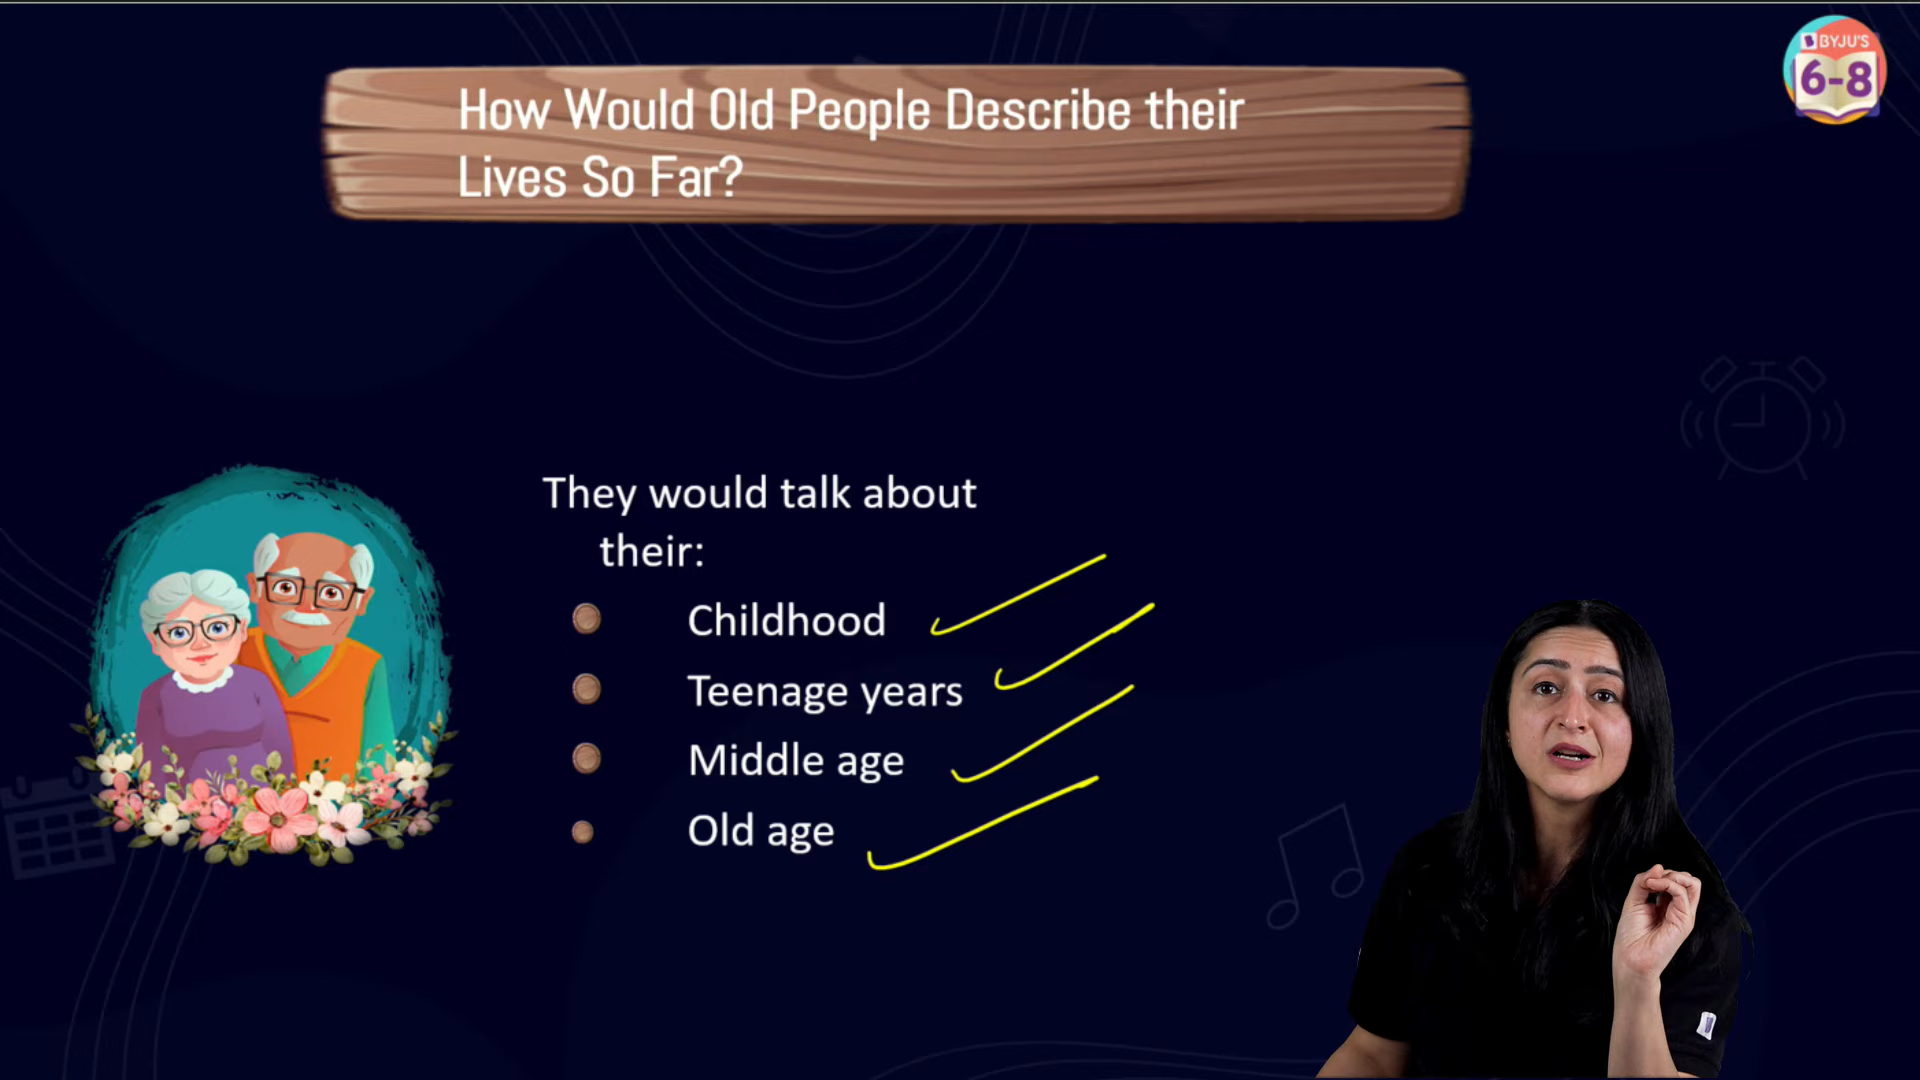 BYJU'S
6-8
How Would Old People Describe their
Lives So Far?
They would talk about
their:
Childhood
Teenage years
Middle age
Old age